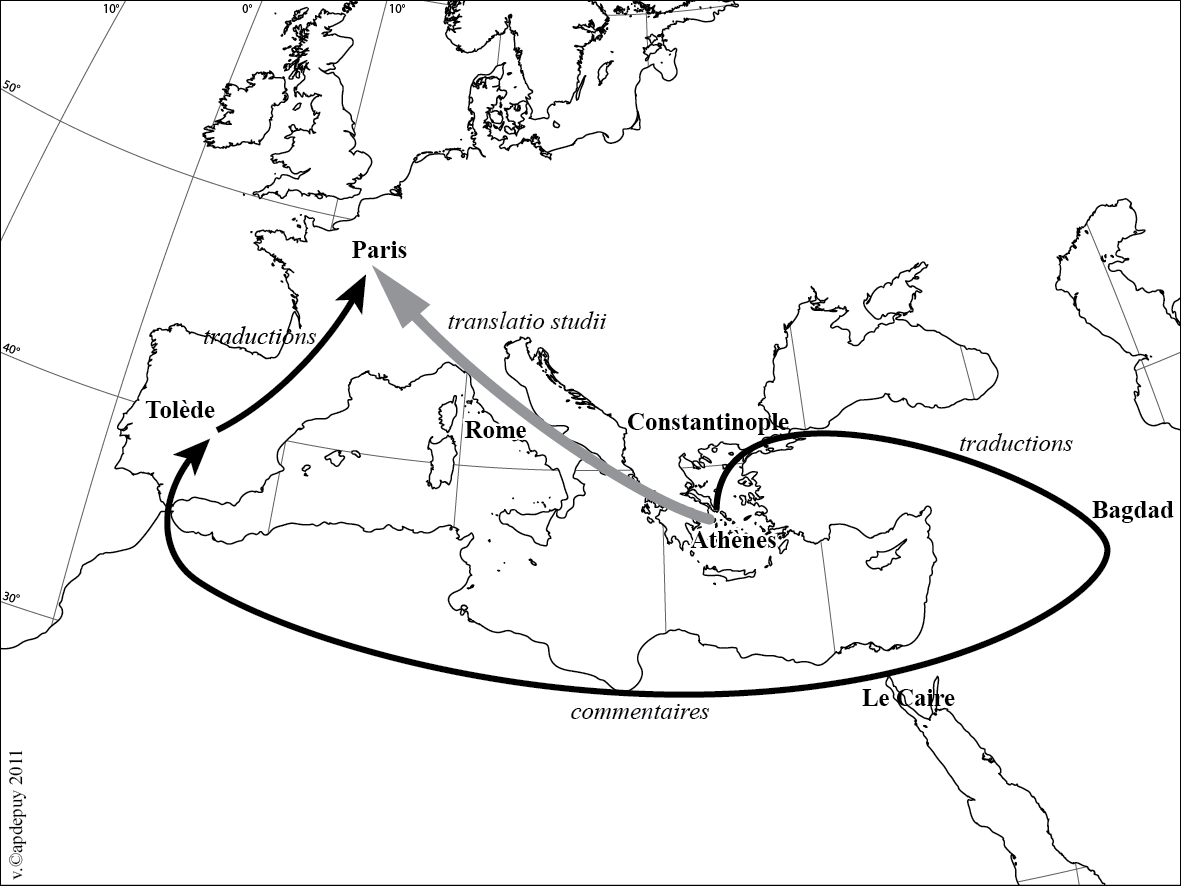 10°
0°
10°
50°
Paris
translatio studii
traductions
40°
Tolède
Constantinople
Rome
traductions
Bagdad
Athènes
30°
Le Caire
commentaires
v.©apdepuy 2011